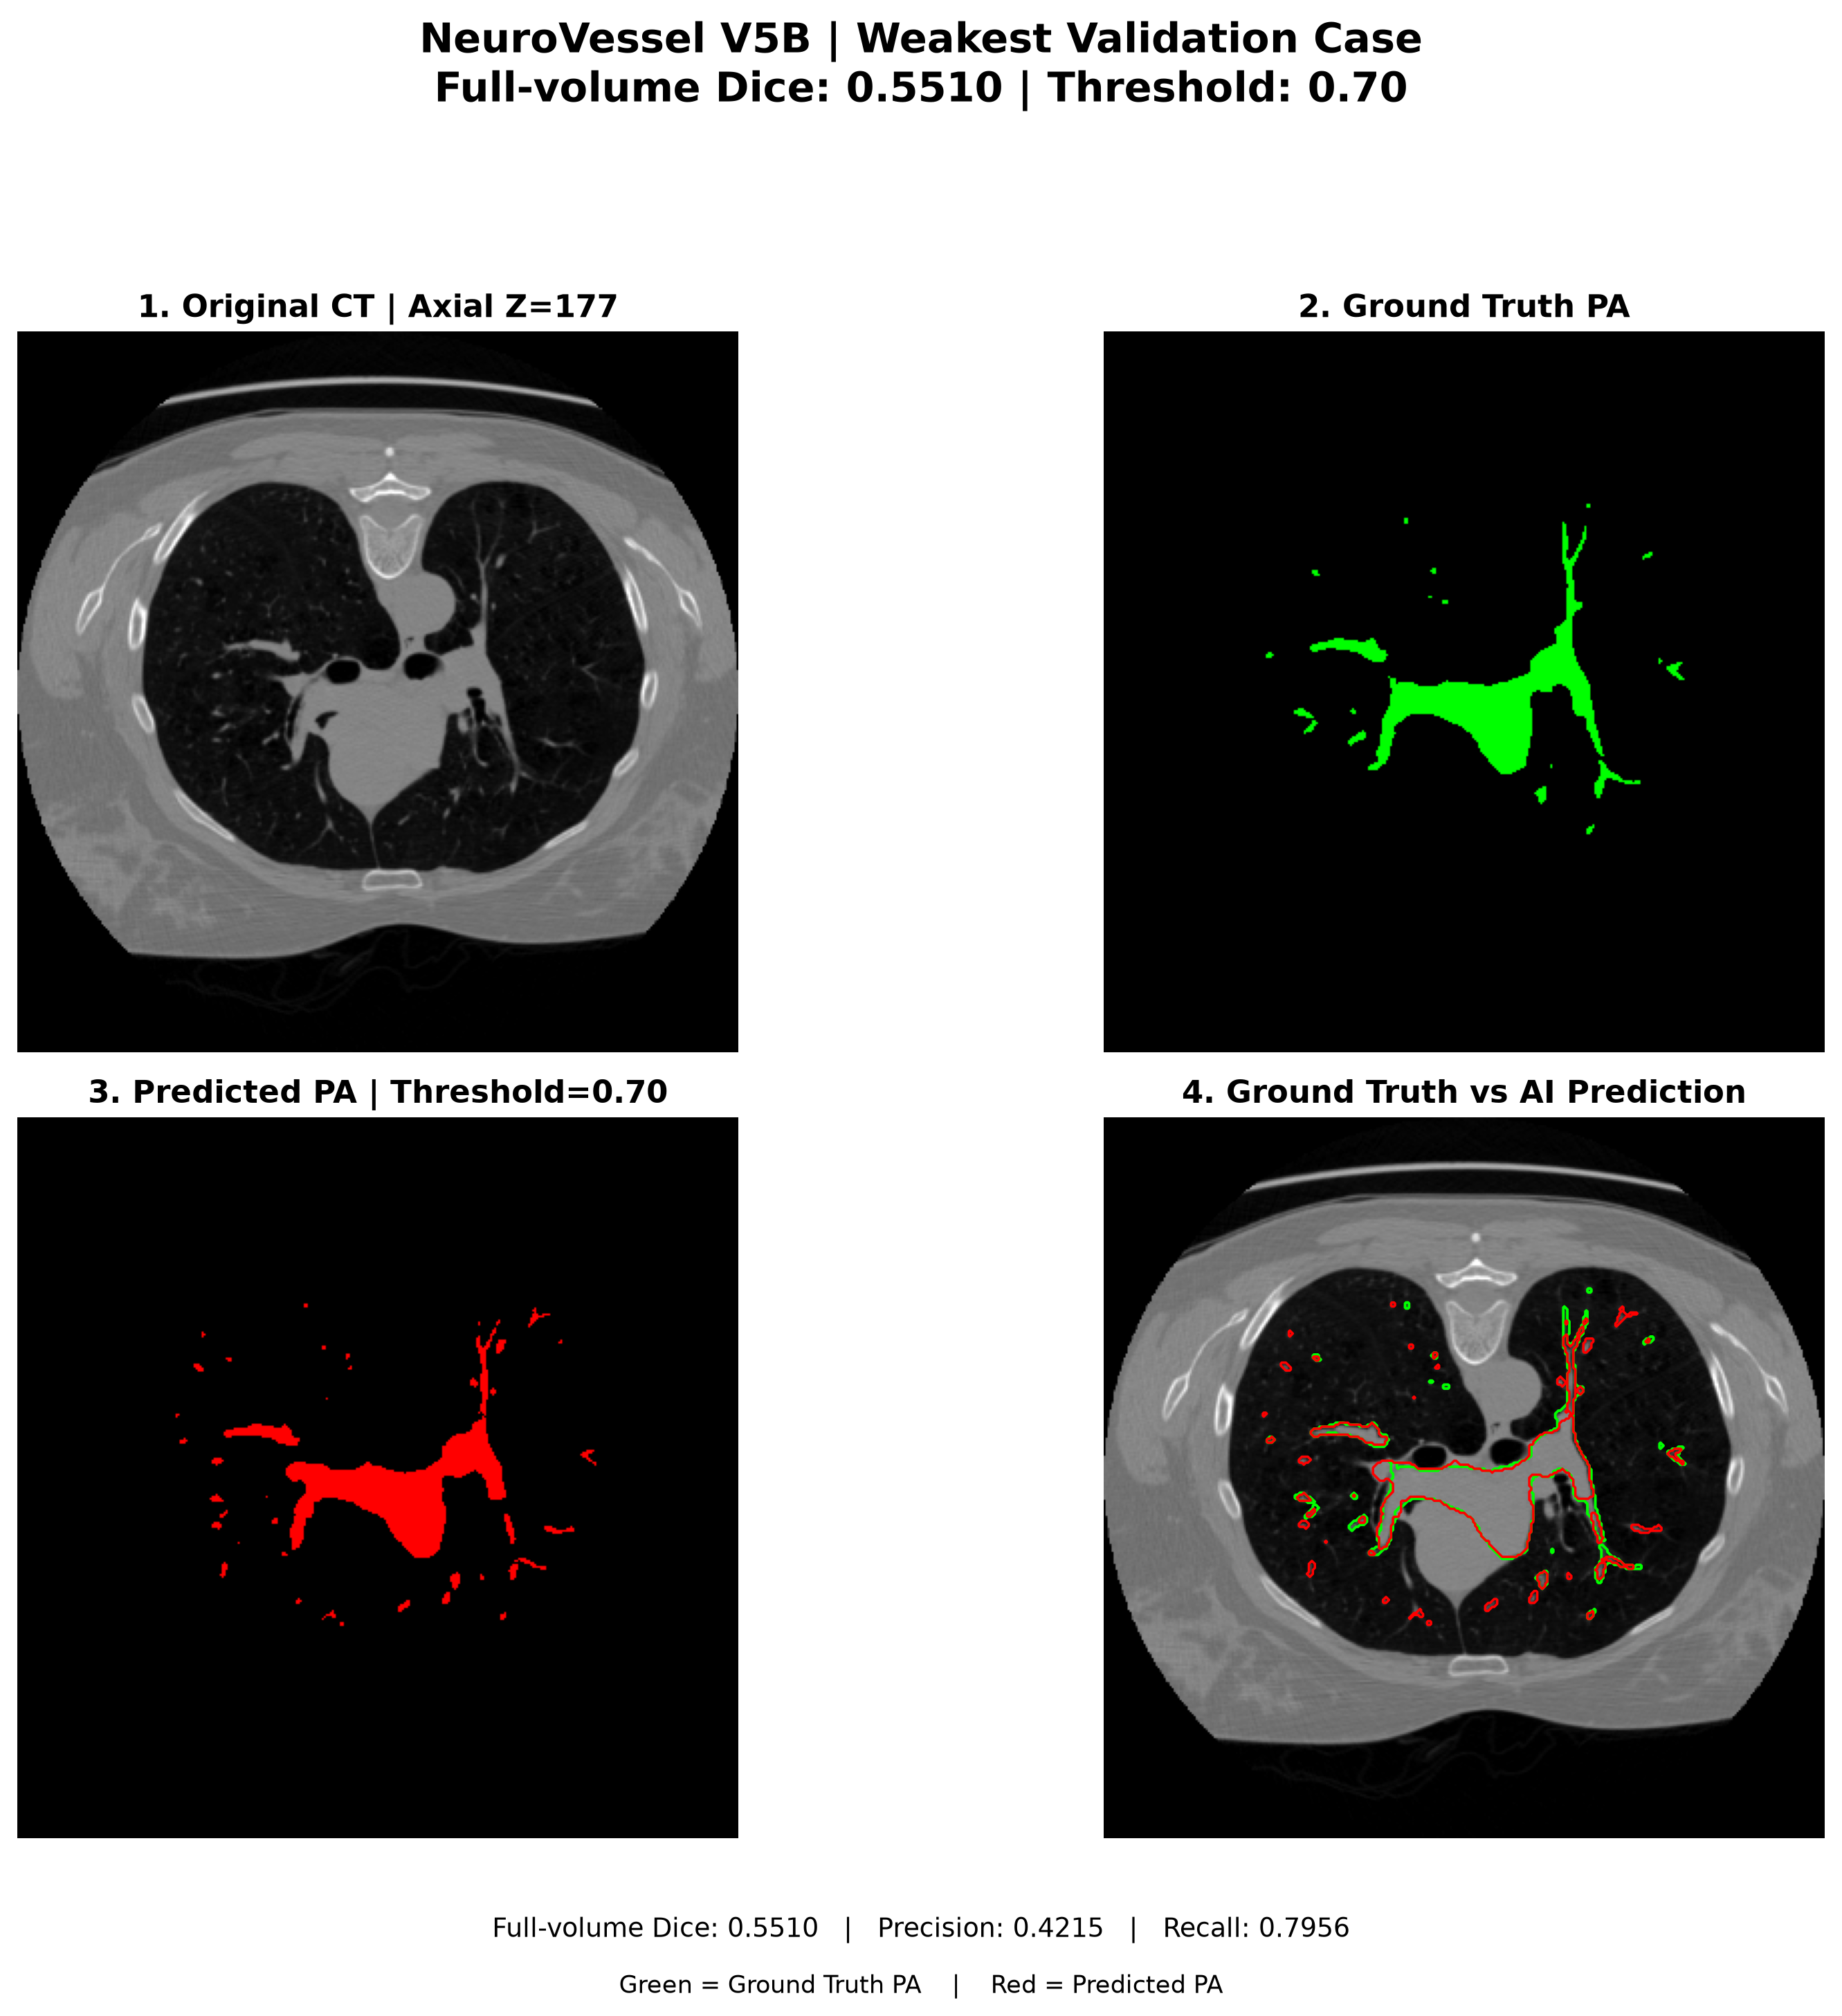 NeuroVessel V5B | Weakest Validation Case
Full-volume Dice: 0.5510 | Threshold: 0.70
1. Original CT | Axial Z=177
2. Ground Truth PA
3. Predicted PA | Threshold=0.70
4. Ground Truth vs AI Prediction
Full-volume Dice: 0.5510 | Precision: 0.4215 | Recall: 0.7956
Green = Ground Truth PA | Red = Predicted PA